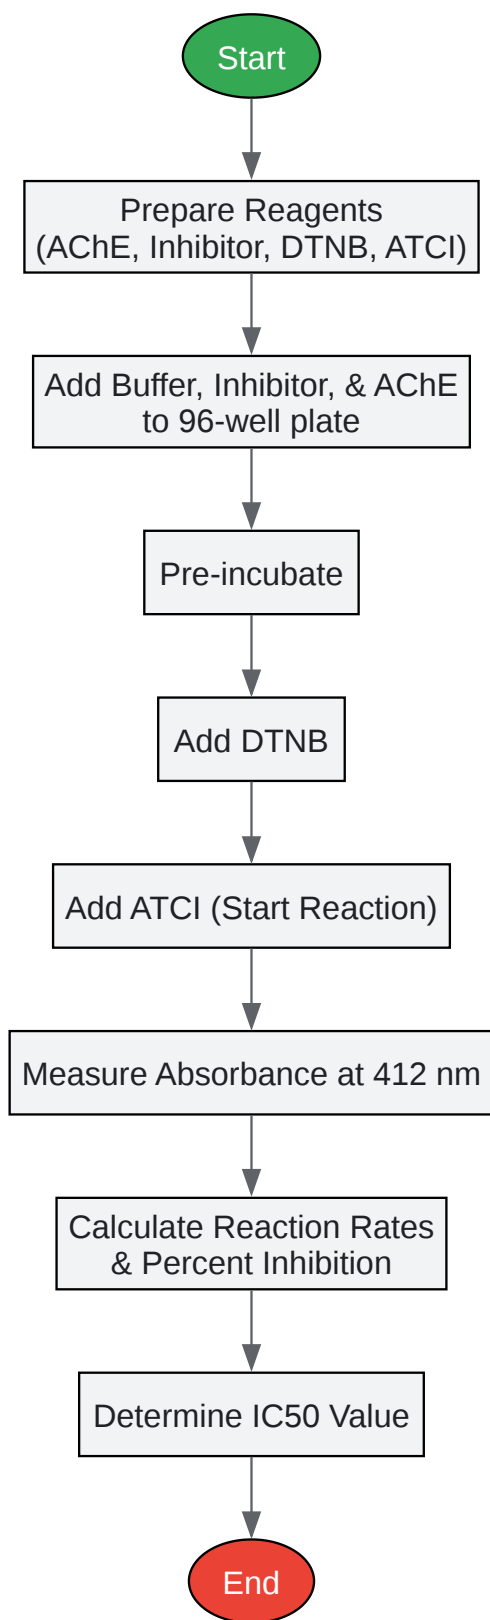 Start
Prepare Reagents
(AChE, Inhibitor, DTNB, ATCI)
Add Buffer, Inhibitor, & AChE
to 96-well plate
Pre-incubate
Add DTNB
Add ATCI (Start Reaction)
Measure Absorbance at 412 nm
Calculate Reaction Rates
& Percent Inhibition
Determine IC50 Value
End